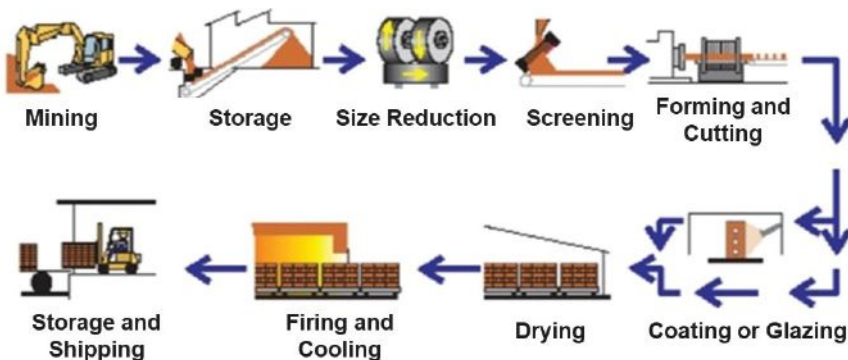 Mining
Storage
Size Reduction
Screening
Forming and
Cutting
Storage and
Shipping
Firing and
Cooling
Drying
Coating or Glazing